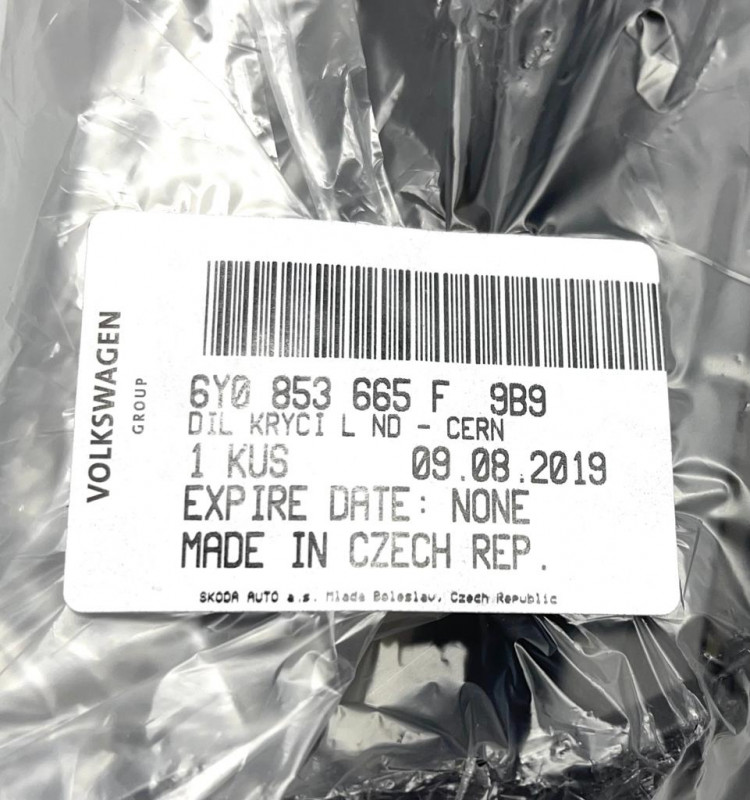 VOLKSWAGEN
GROUP
6Y0 853 665 F 9B9
DIL KRYCI L ND - CERN
1 KUS 09.08.2019
EXPIRE DATE: NONE
MADE IN CZECH REP.
SKODA AUTO a.s. Mlada Boleslav, Czech Republic